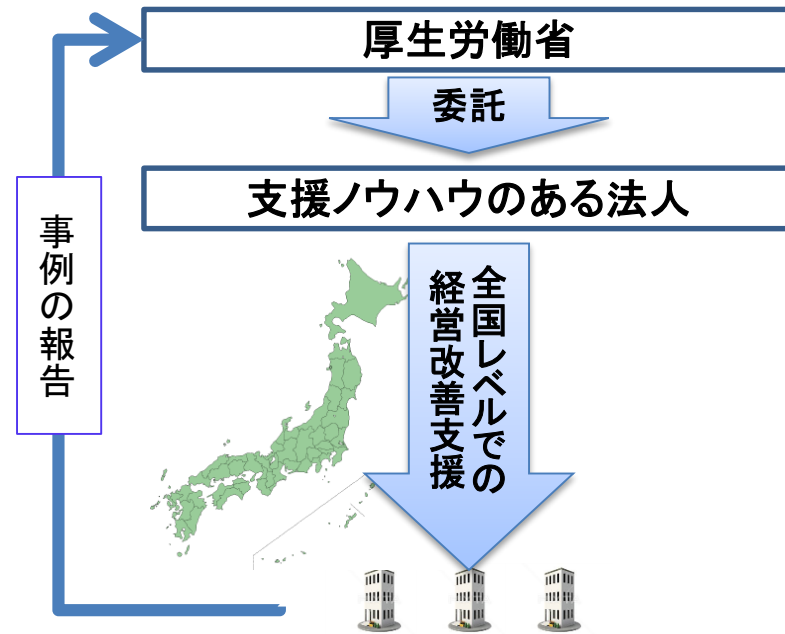 厚生労働省
委託
支援ノウハウのある法人
全国レベルでの
経営改善支援
事例の報告